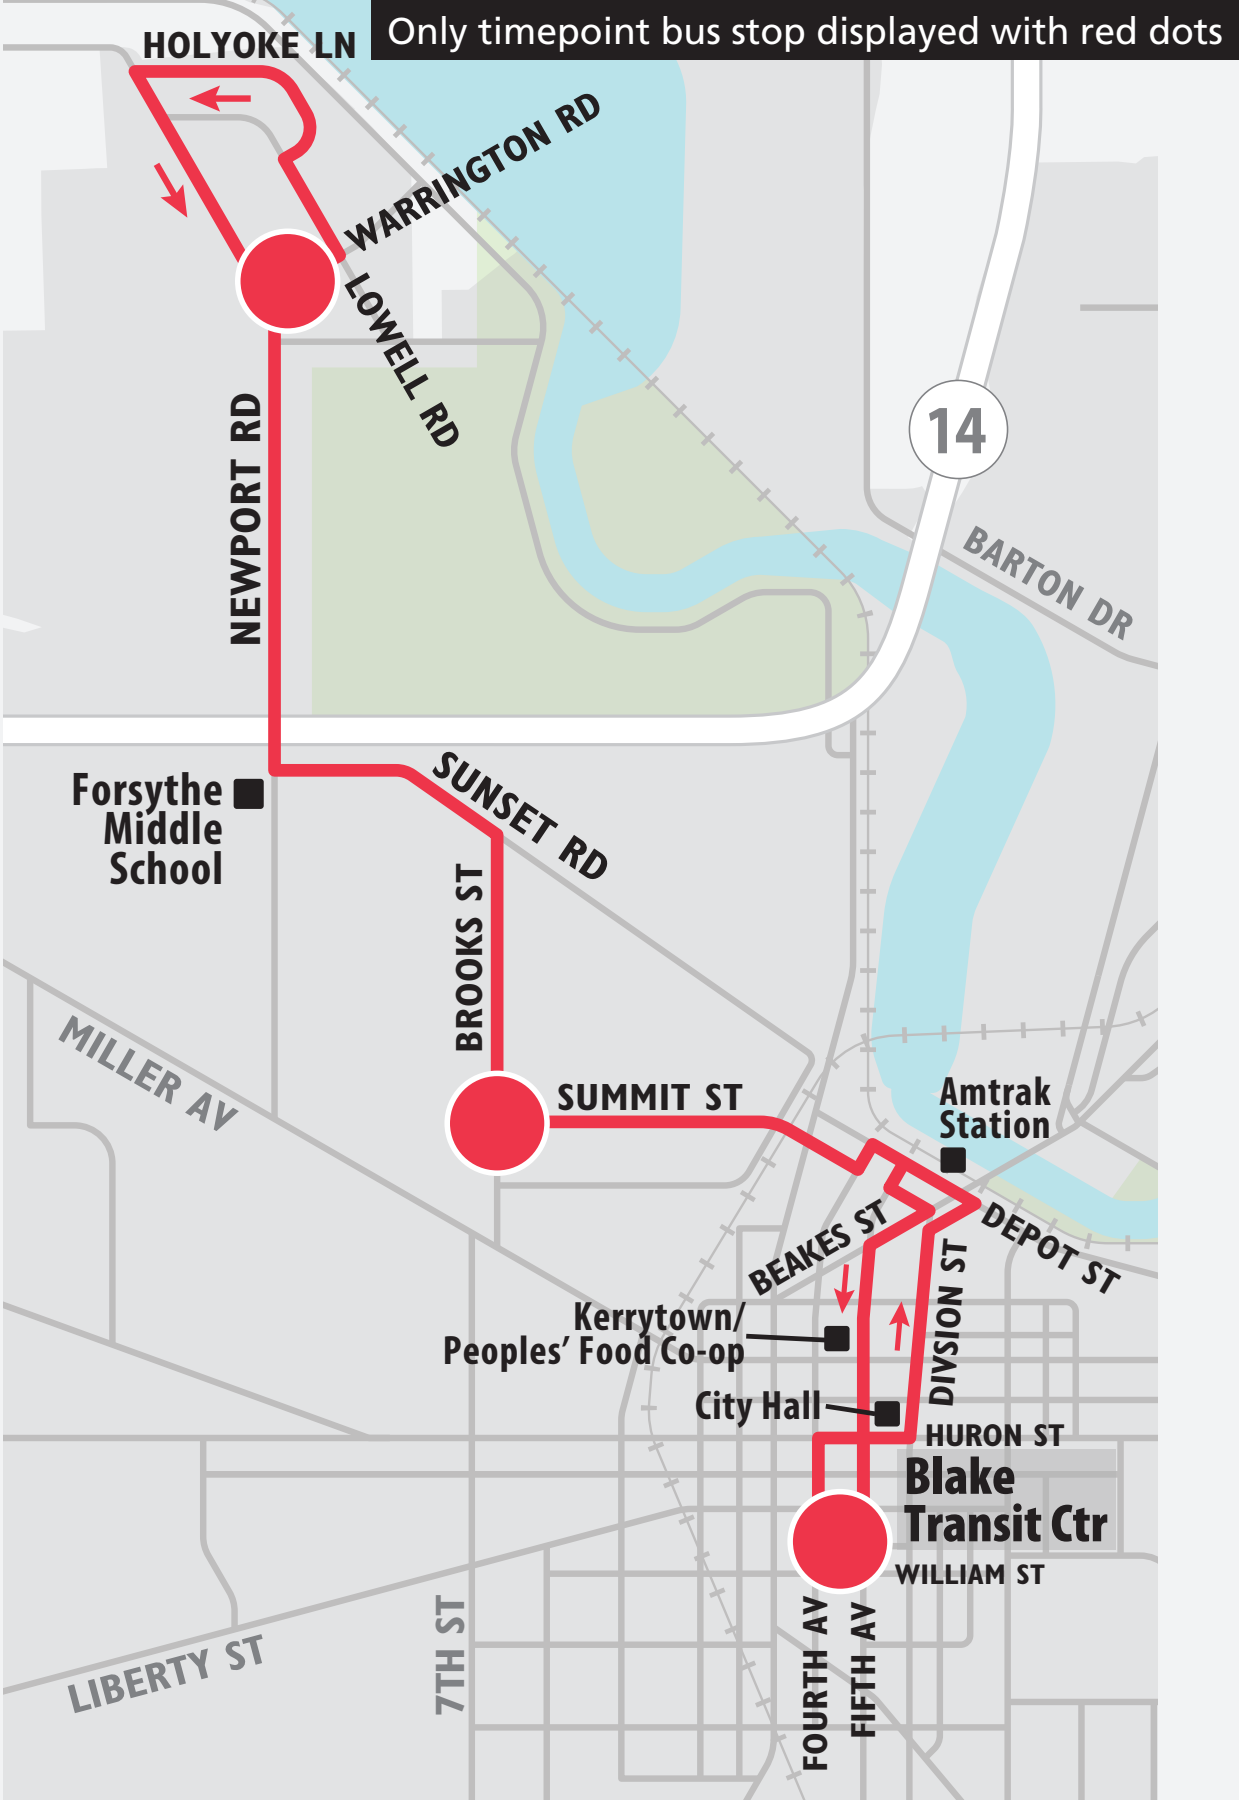 Only timepoint bus stop displayed with red dots
HOLYOKE LN
WARRINGTON RD
LOWELL RD
NEWPORT RD
14
BARTON DR
Forsythe
Middle
School
SUNSET RD
BROOKS ST
MILLER AV
SUMMIT ST
Amtrak
Station
BEAKES ST
DEPOT ST
DIVSION ST
Kerrytown/
Peoples’ Food Co-op
City Hall
HURON ST
Blake
Transit Ctr
WILLIAM ST
LIBERTY ST
7TH ST
FOURTH AV
FIFTH AV